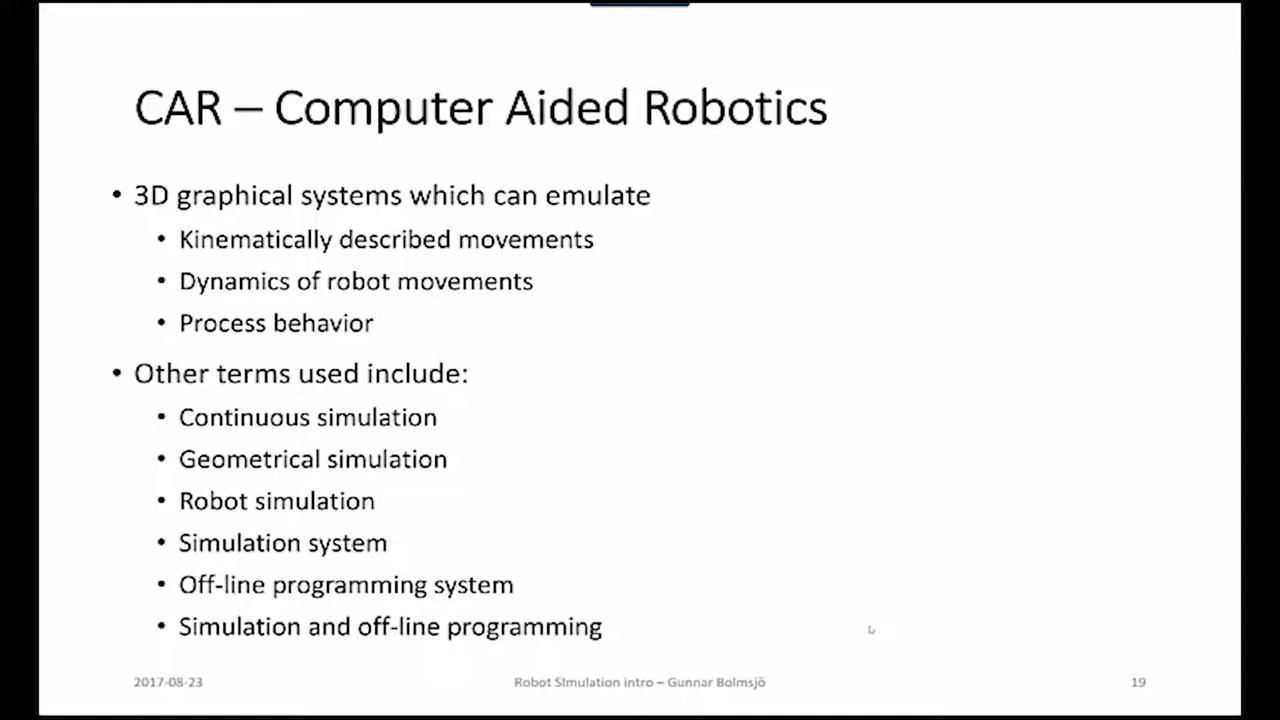 CAR – Computer Aided Robotics
• 3D graphical systems which can emulate
• Kinematically described movements
• Dynamics of robot movements
• Process behavior
• Other terms used include:
• Continuous simulation
• Geometrical simulation
• Robot simulation
• Simulation system
• Off-line programming system
• Simulation and off-line programming
2017-08-23 Robot SImulation intro – Gunnar Bolmsjö 19